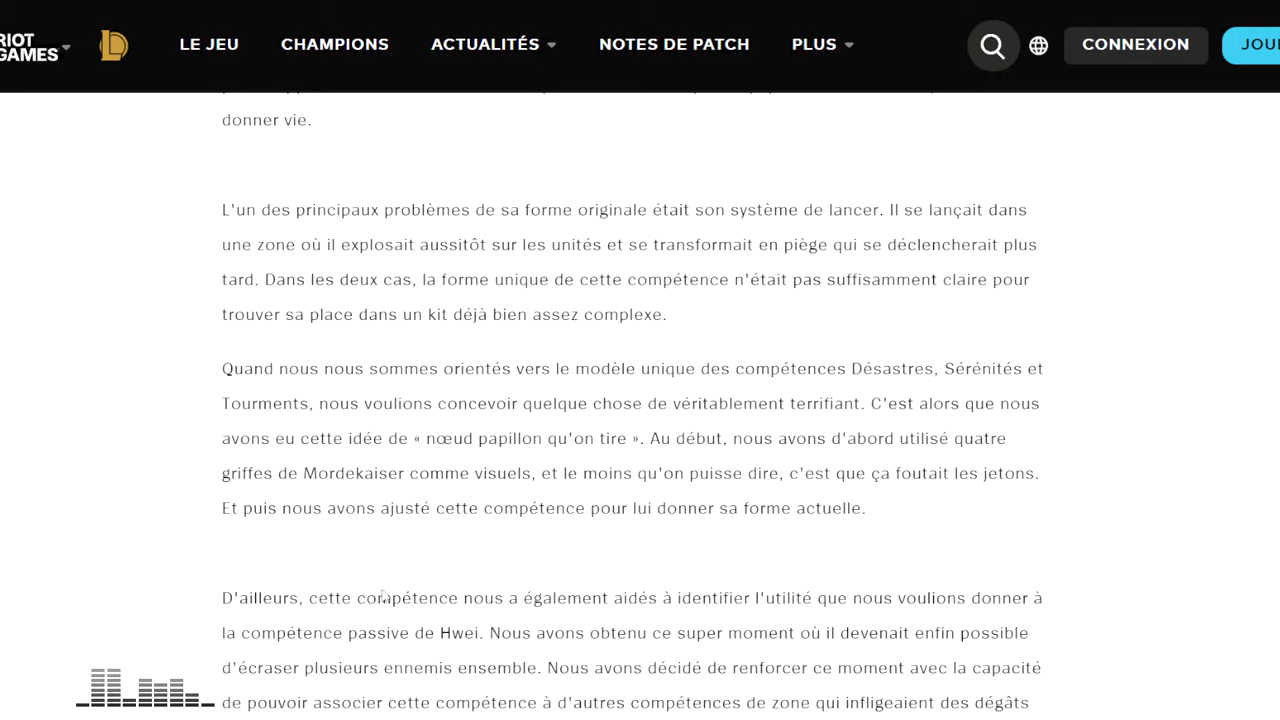 RIOT
GAMES
LE JEU
CHAMPIONS
ACTUALITÉS
NOTES DE PATCH
PLUS
CONNEXION
donner vie.
L'un des principaux problèmes de sa forme originale était son système de lancer. Il se lançait dans
une zone où il explosait aussitôt sur les unités et se transformait en piège qui se déclencherait plus
tard. Dans les deux cas, la forme unique de cette compétence n'était pas suffisamment claire pour
trouver sa place dans un kit déjà bien assez complexe.
Quand nous nous sommes orientés vers le modèle unique des compétences Désastres, Sérénités et
Tourments, nous voulions concevoir quelque chose de véritablement terrifiant. C'est alors que nous
avons eu cette idée de « nœud papillon qu'on tire ». Au début, nous avons d'abord utilisé quatre
griffes de Mordekaiser comme visuels, et le moins qu'on puisse dire, c'est que ça foutait les jetons.
Et puis nous avons ajusté cette compétence pour lui donner sa forme actuelle.
D'ailleurs, cette compétence nous a également aidés à identifier l'utilité que nous voulions donner à
la compétence passive de Hwei. Nous avons obtenu ce super moment où il devenait enfin possible
d'écraser plusieurs ennemis ensemble. Nous avons décidé de renforcer ce moment avec la capacité
de pouvoir associer cette compétence à d'autres compétences de zone qui infligeaient des dégâts